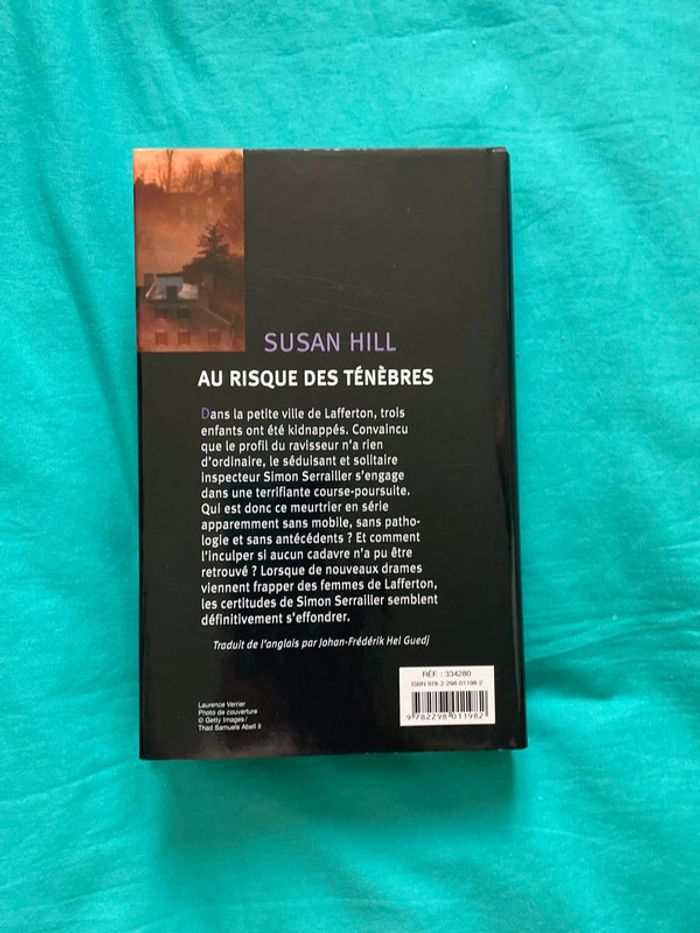 SUSAN HILL
AU RISQUE DES TÉNÈBRES
Dans la petite ville de Lafferton, trois
enfants ont été kidnappés. Convaincu
que le profil du ravisseur n'a rien
d'ordinaire, le séduisant et solitaire
inspecteur Simon Serrailler s'engage
dans une terrifiante course-poursuite.
Qui est donc ce meurtrier en série
apparemment sans mobile, sans patho-
logie et sans antécédents ? Et comment
l'inculper si aucun cadavre n'a pu être
retrouvé ? Lorsque de nouveaux drames
viennent frapper des femmes de Lafferton,
les certitudes de Simon Serrailler semblent
définitivement s'effondrer.
Traduit de l'anglais par Johan-Frédérik Hel Guedj
RÉF. : 334280
ISBN 978-2-298-01198-2
9 782298 011982
Laurence Verrier
Photo de couverture
© Getty Images/
Thad Samuels Abell II